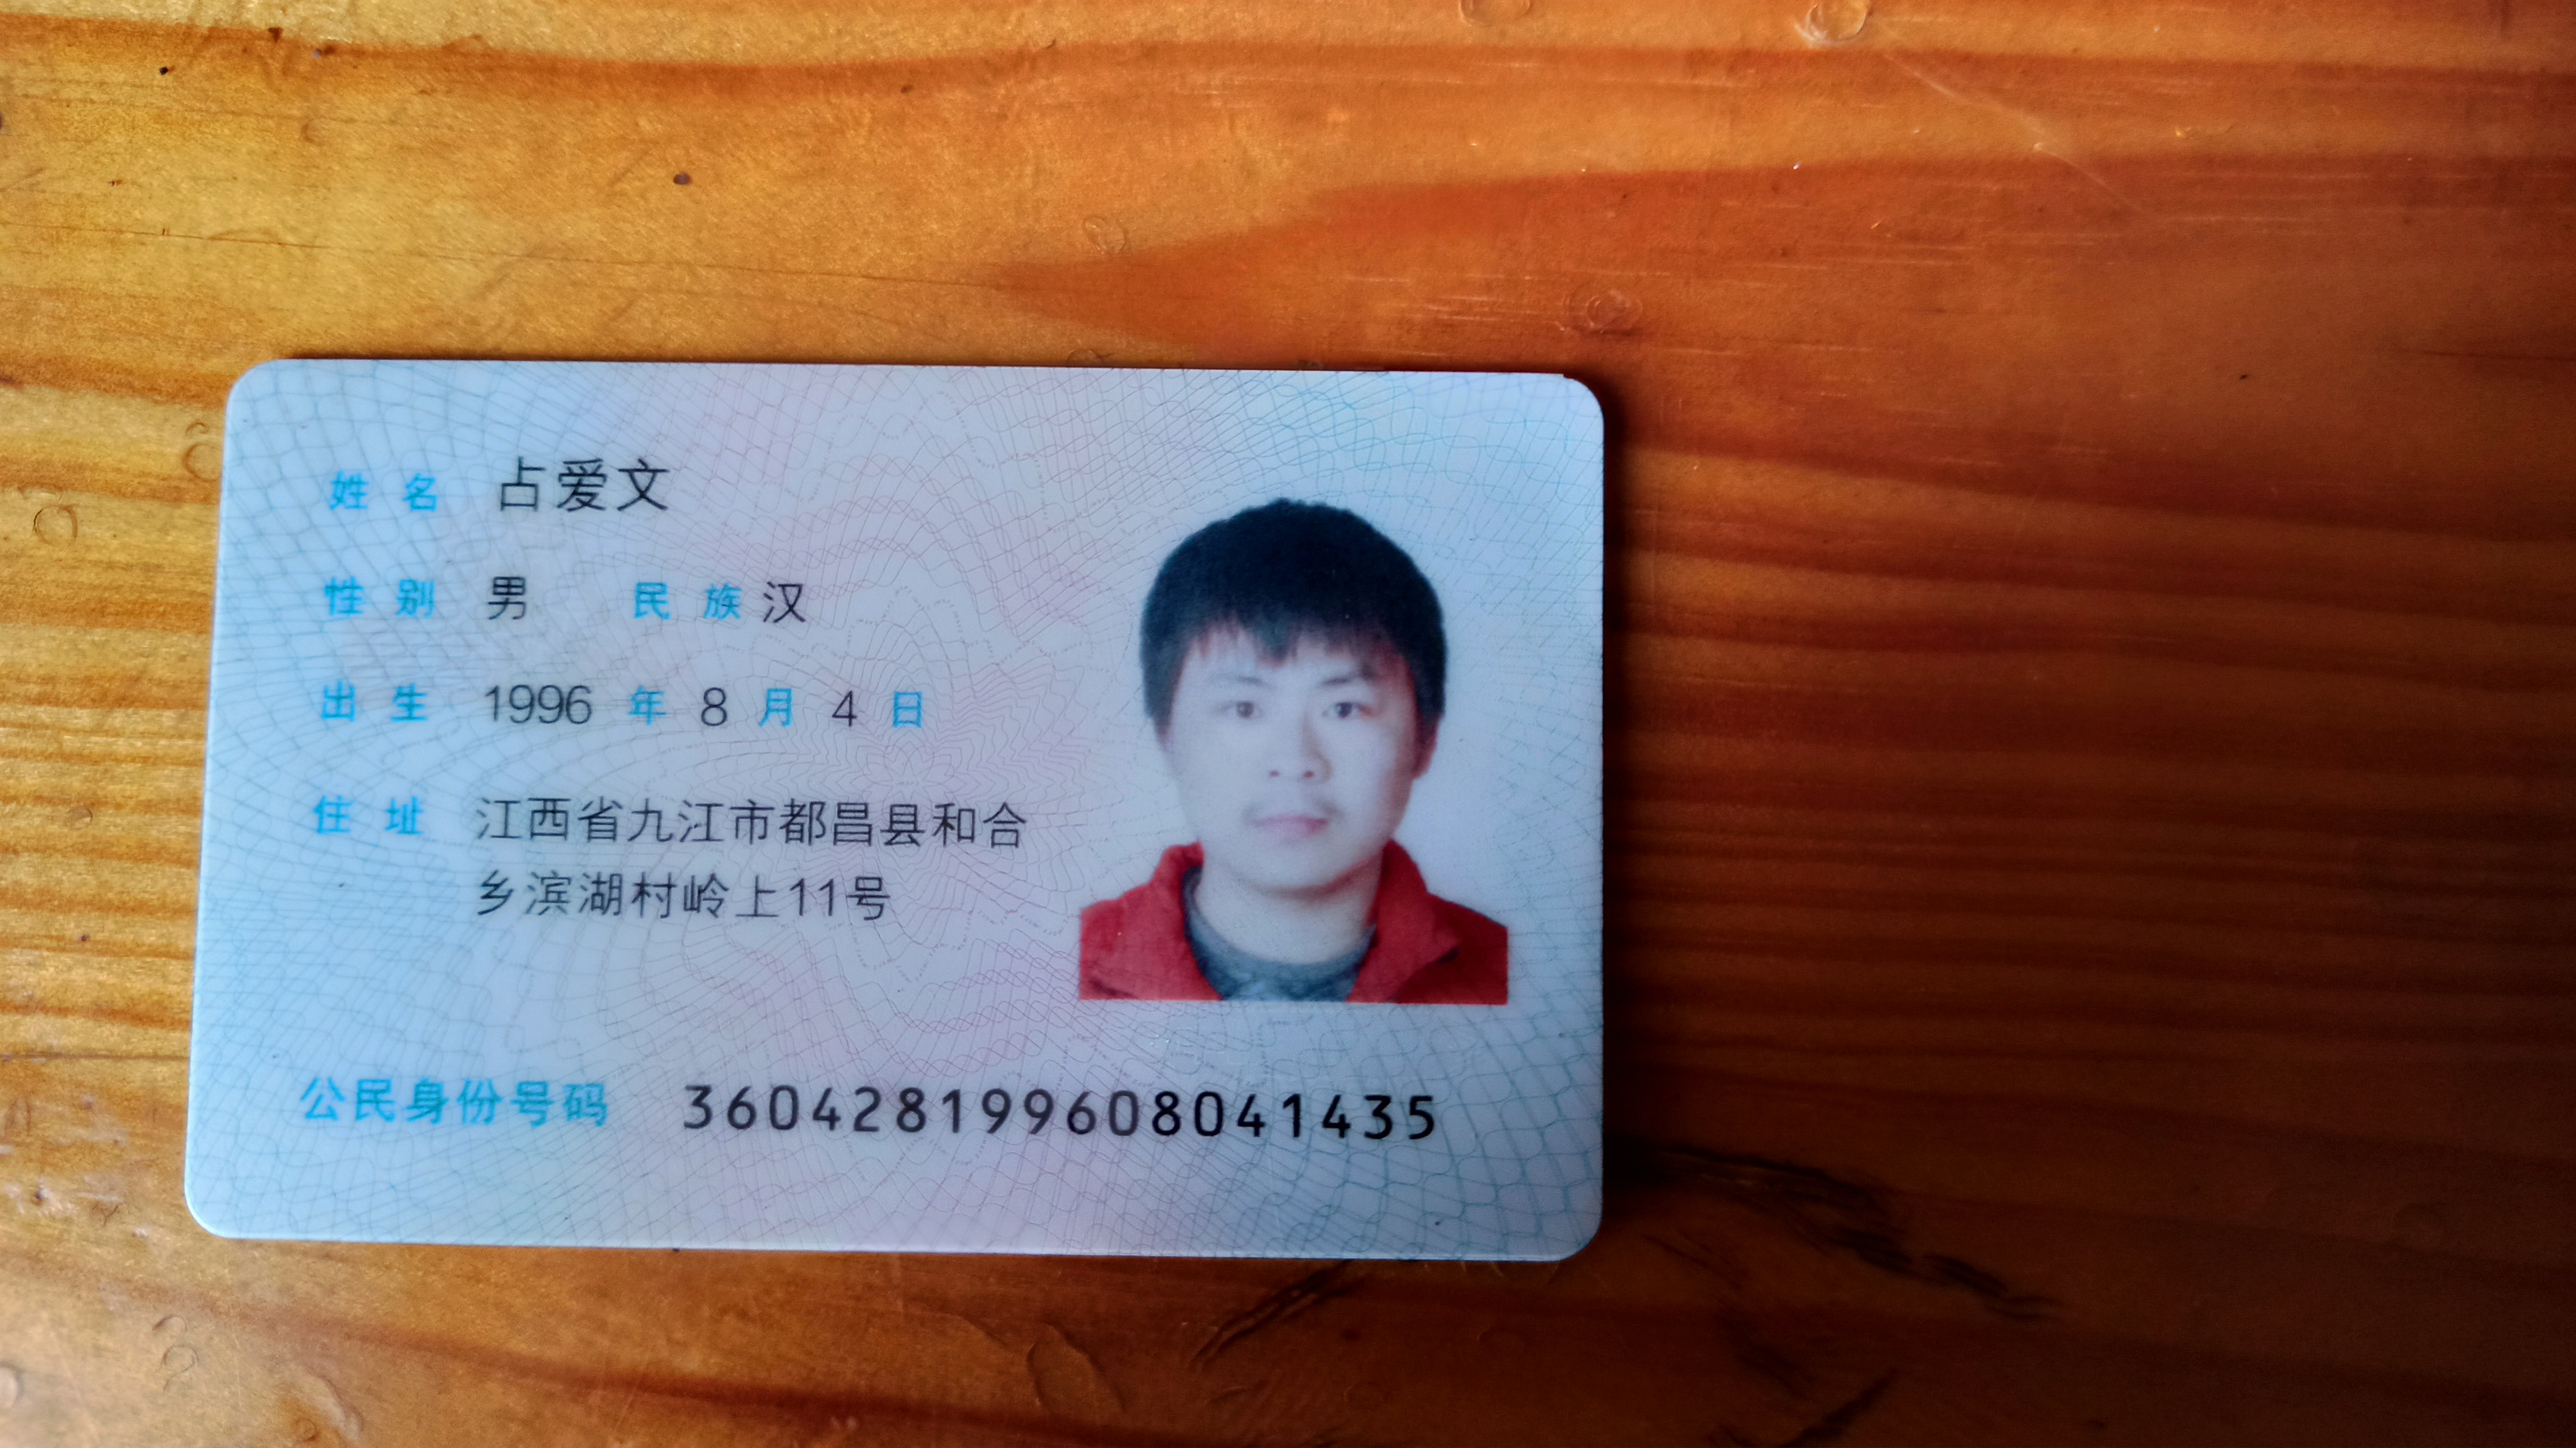 姓名 占爱文
性别 男 民族 汉
出生 1996 年 8 月 4 日
住址 江西省九江市都昌县和合
乡滨湖村岭上11号
公民身份号码 360428199608041435